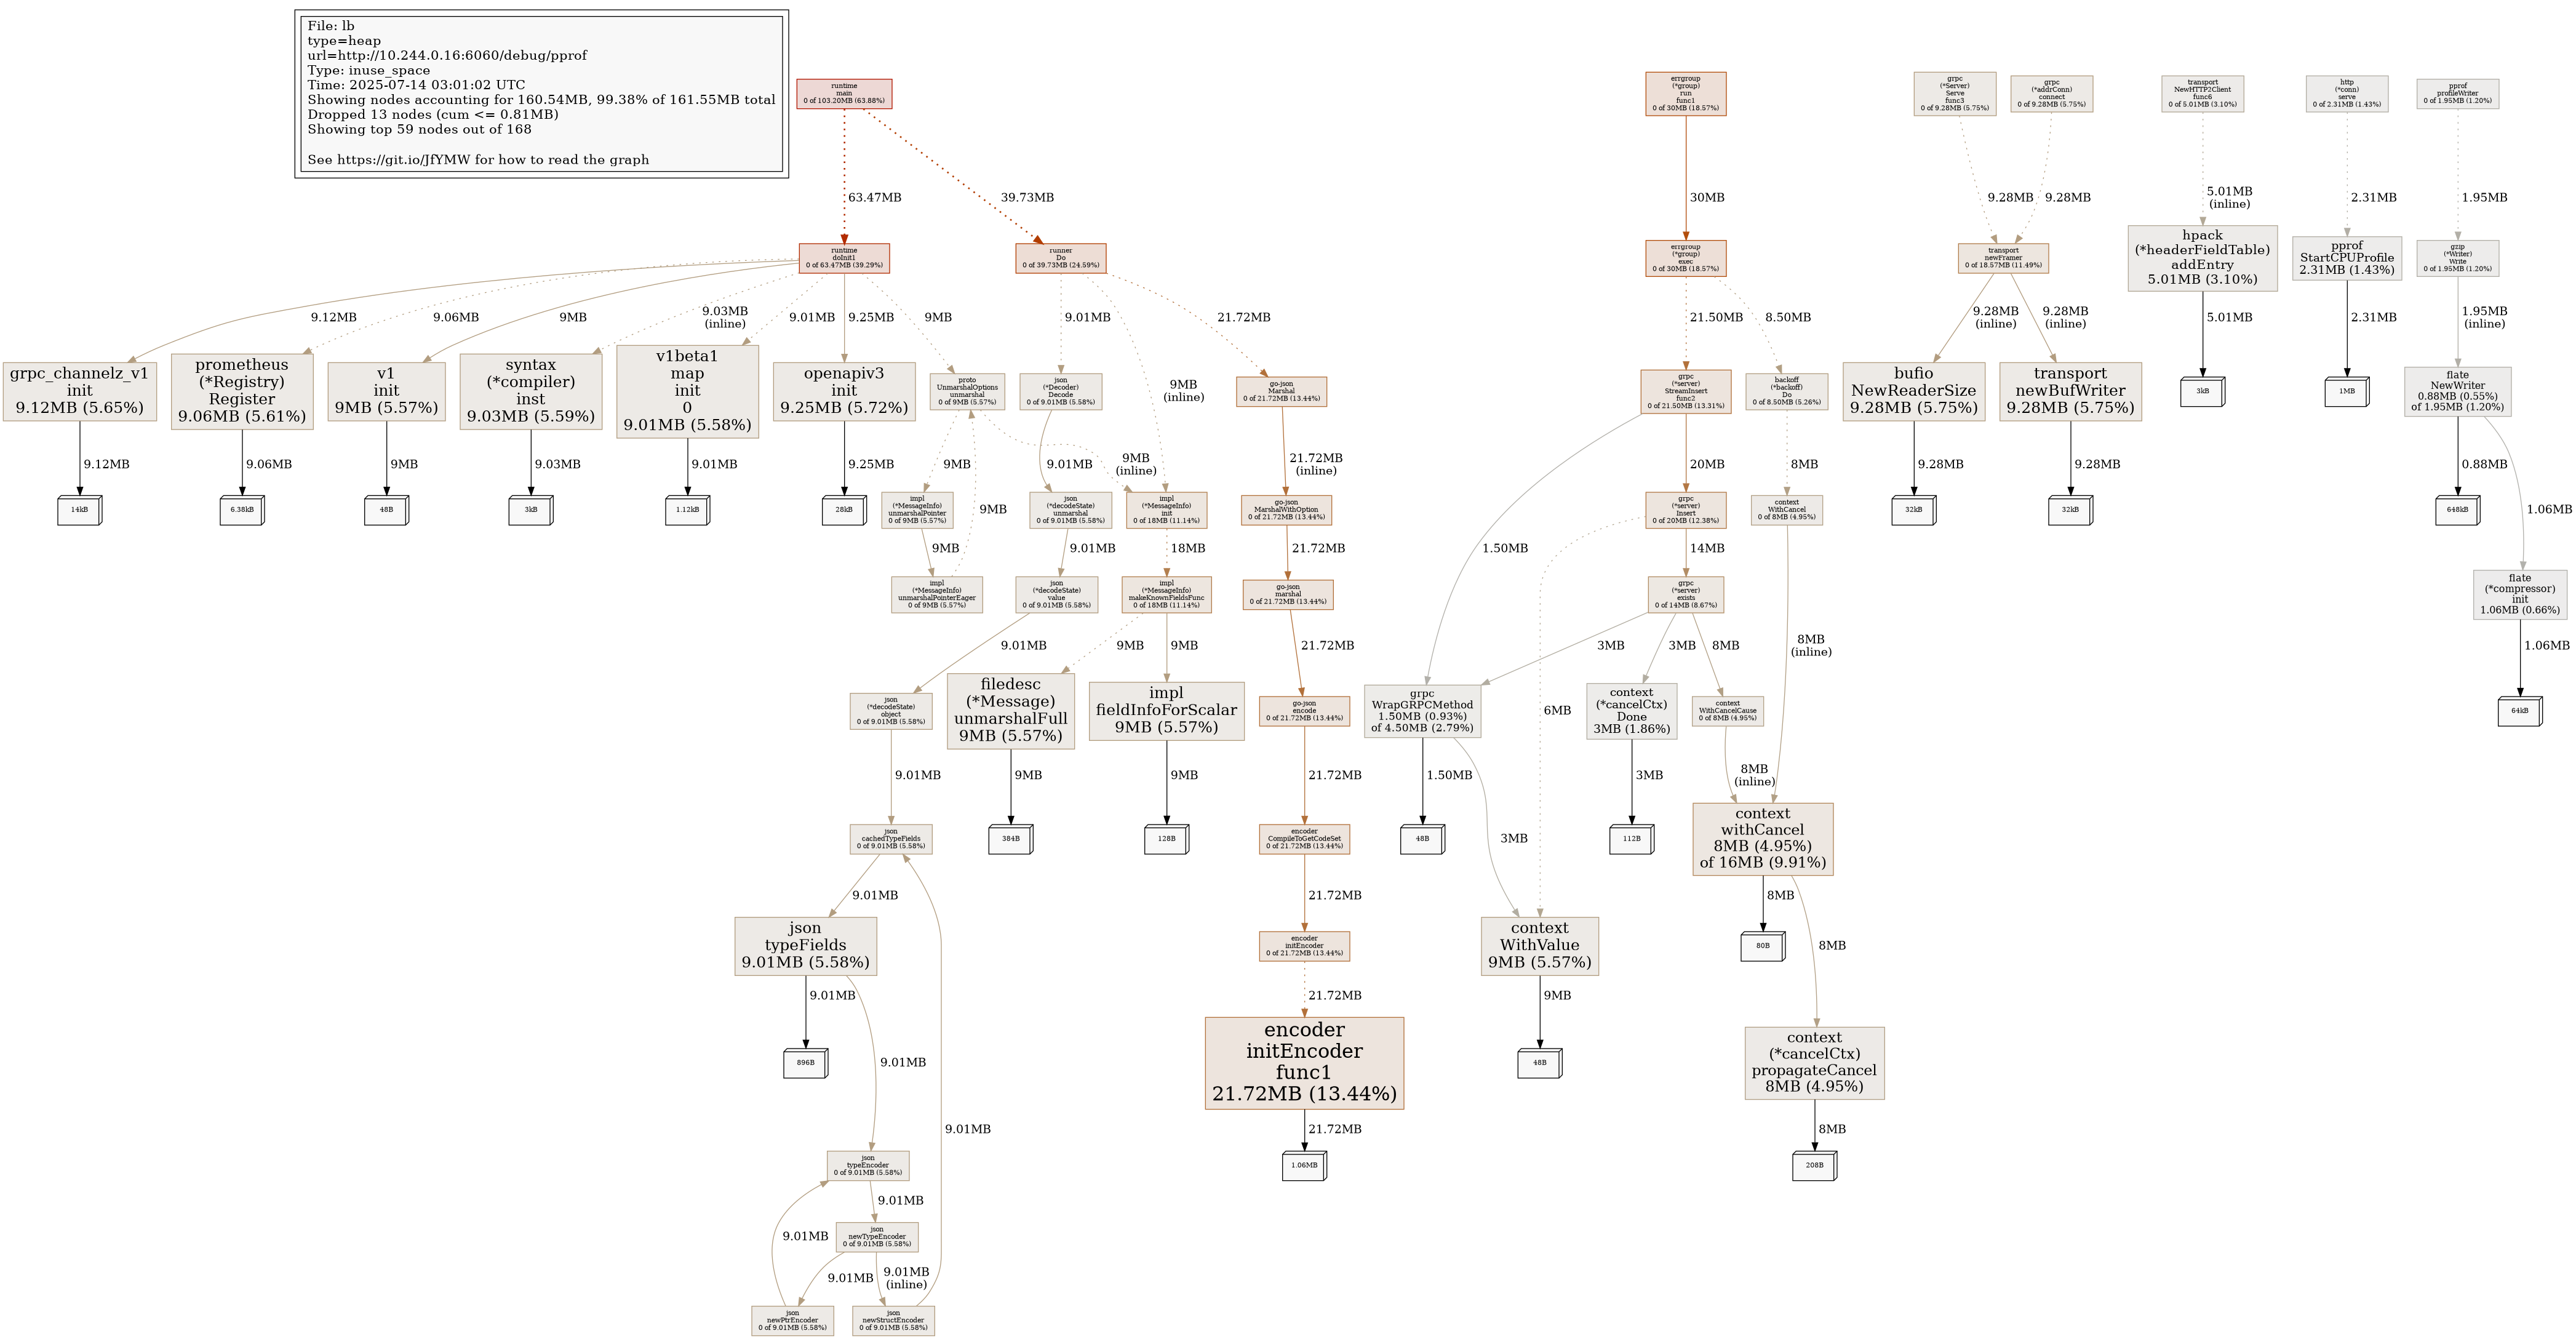 File: lb
type=heap
url=http://10.244.0.16:6060/debug/pprof
Type: inuse_space
Time: 2025-07-14 03:01:02 UTC
Showing nodes accounting for 160.54MB, 99.38% of 161.55MB total
Dropped 13 nodes (cum <= 0.81MB)
Showing top 59 nodes out of 168
See https://git.io/JfYMW for how to read the graph
runtime
main
0 of 103.20MB (63.88%)
errgroup
(*group)
run
func1
0 of 30MB (18.57%)
grpc
(*Server)
Serve
func3
0 of 9.28MB (5.75%)
grpc
(*addrConn)
connect
0 of 9.28MB (5.75%)
transport
NewHTTP2Client
func6
0 of 5.01MB (3.10%)
http
(*conn)
serve
0 of 2.31MB (1.43%)
pprof
profileWriter
0 of 1.95MB (1.20%)
63.47MB
39.73MB
30MB
9.28MB
9.28MB
5.01MB
(inline)
2.31MB
1.95MB
runtime
doInit1
0 of 63.47MB (39.29%)
runner
Do
0 of 39.73MB (24.59%)
errgroup
(*group)
exec
0 of 30MB (18.57%)
transport
newFramer
0 of 18.57MB (11.49%)
hpack
(*headerFieldTable)
addEntry
5.01MB (3.10%)
pprof
StartCPUProfile
2.31MB (1.43%)
gzip
(*Writer)
Write
0 of 1.95MB (1.20%)
9.12MB
9.06MB
9MB
9.03MB
(inline)
9.01MB
9.25MB
9MB
9.01MB
9MB
(inline)
21.72MB
21.50MB
8.50MB
9.28MB
(inline)
9.28MB
(inline)
5.01MB
2.31MB
1.95MB
(inline)
grpc_channelz_v1
init
9.12MB (5.65%)
prometheus
(*Registry)
Register
9.06MB (5.61%)
v1
init
9MB (5.57%)
syntax
(*compiler)
inst
9.03MB (5.59%)
v1beta1
map
init
0
9.01MB (5.58%)
openapiv3
init
9.25MB (5.72%)
proto
UnmarshalOptions
unmarshal
0 of 9MB (5.57%)
json
(*Decoder)
Decode
0 of 9.01MB (5.58%)
go-json
Marshal
0 of 21.72MB (13.44%)
grpc
(*server)
StreamInsert
func2
0 of 21.50MB (13.31%)
backoff
(*backoff)
Do
0 of 8.50MB (5.26%)
bufio
NewReaderSize
9.28MB (5.75%)
transport
newBufWriter
9.28MB (5.75%)
3kB
1MB
flate
NewWriter
0.88MB (0.55%)
of 1.95MB (1.20%)
9.12MB
9.06MB
9MB
9.03MB
9.01MB
9.25MB
9MB
9MB
(inline)
9MB
9.01MB
21.72MB
(inline)
1.50MB
20MB
8MB
9.28MB
9.28MB
0.88MB
1.06MB
14kB
6.38kB
48B
3kB
1.12kB
28kB
impl
(*MessageInfo)
unmarshalPointer
0 of 9MB (5.57%)
json
(*decodeState)
unmarshal
0 of 9.01MB (5.58%)
impl
(*MessageInfo)
init
0 of 18MB (11.14%)
go-json
MarshalWithOption
0 of 21.72MB (13.44%)
grpc
(*server)
Insert
0 of 20MB (12.38%)
context
WithCancel
0 of 8MB (4.95%)
32kB
32kB
648kB
9MB
9.01MB
18MB
21.72MB
6MB
14MB
8MB
(inline)
impl
(*MessageInfo)
unmarshalPointerEager
0 of 9MB (5.57%)
json
(*decodeState)
value
0 of 9.01MB (5.58%)
impl
(*MessageInfo)
makeKnownFieldsFunc
0 of 18MB (11.14%)
go-json
marshal
0 of 21.72MB (13.44%)
grpc
(*server)
exists
0 of 14MB (8.67%)
flate
(*compressor)
init
1.06MB (0.66%)
9.01MB
9MB
9MB
21.72MB
3MB
3MB
8MB
1.06MB
json
(*decodeState)
object
0 of 9.01MB (5.58%)
filedesc
(*Message)
unmarshalFull
9MB (5.57%)
impl
fieldInfoForScalar
9MB (5.57%)
go-json
encode
0 of 21.72MB (13.44%)
grpc
WrapGRPCMethod
1.50MB (0.93%)
of 4.50MB (2.79%)
context
(*cancelCtx)
Done
3MB (1.86%)
context
WithCancelCause
0 of 8MB (4.95%)
64kB
9.01MB
9MB
9MB
21.72MB
1.50MB
3MB
3MB
8MB
(inline)
json
cachedTypeFields
0 of 9.01MB (5.58%)
384B
128B
encoder
CompileToGetCodeSet
0 of 21.72MB (13.44%)
48B
112B
context
withCancel
8MB (4.95%)
of 16MB (9.91%)
9.01MB
21.72MB
8MB
8MB
json
typeFields
9.01MB (5.58%)
encoder
initEncoder
0 of 21.72MB (13.44%)
context
WithValue
9MB (5.57%)
80B
9.01MB
9.01MB
21.72MB
9MB
896B
encoder
initEncoder
func1
21.72MB (13.44%)
48B
context
(*cancelCtx)
propagateCancel
8MB (4.95%)
9.01MB
21.72MB
8MB
json
typeEncoder
0 of 9.01MB (5.58%)
1.06MB
208B
9.01MB
9.01MB
json
newTypeEncoder
0 of 9.01MB (5.58%)
9.01MB
9.01MB
(inline)
json
newPtrEncoder
0 of 9.01MB (5.58%)
json
newStructEncoder
0 of 9.01MB (5.58%)